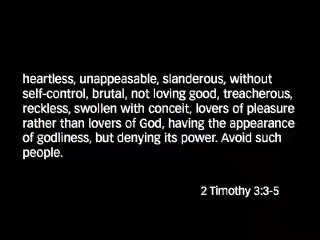 heartless, unappeasable, slanderous, without
self-control, brutal, not loving good, treacherous,
reckless, swollen with conceit, lovers of pleasure
rather than lovers of God, having the appearance
of godliness, but denying its power. Avoid such
people.
2 Timothy 3:3-5